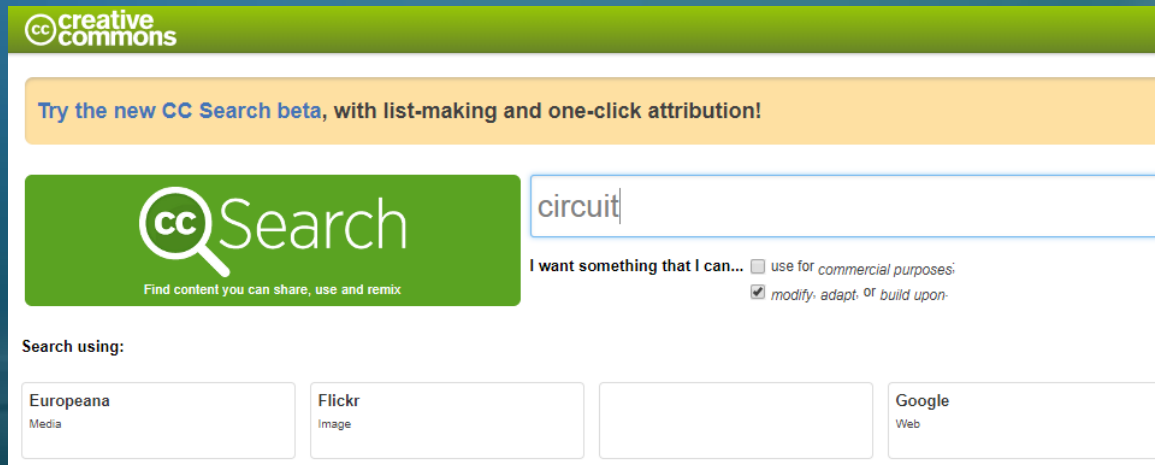 cc creative commons
Try the new CC Search beta, with list-making and one-click attribution!
cc Search
Find content you can share, use and remix
circuit
I want something that I can... use for commercial purposes;
modify, adapt, or build upon.
Search using:
Europeana
Media
Flickr
Image
Google
Web